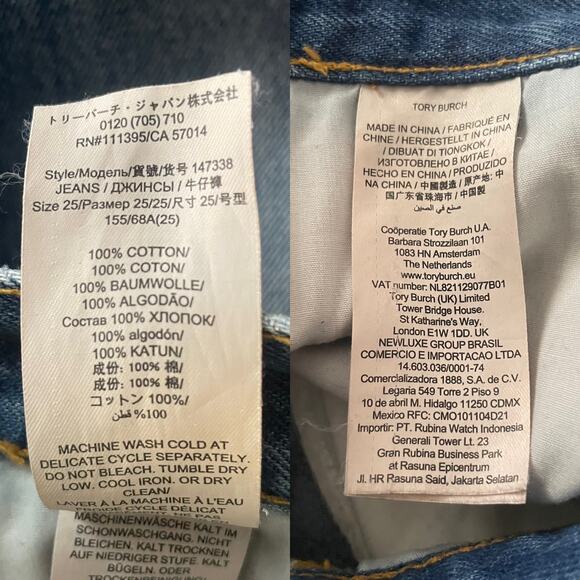 トリーバーチ・ジャパン株式会社
0120 (705) 710
RN#111395/CA 57014
Style/Модель/貨號/货号 147338
JEANS / ДЖИНСЫ / 牛仔褲
Size 25/Размер 25/25/尺寸 25/号型
155/68A(25)
100% COTTON/
100% COTON/
100% BAUMWOLLE/
100% ALGODÃO/
Состав 100% ХЛОПОК/
100% algodón/
100% KATUN/
成份: 100% 棉/
成份: 100% 棉/
コットン 100%/
100% قطن
MACHINE WASH COLD AT
DELICATE CYCLE SEPARATELY.
DO NOT BLEACH. TUMBLE DRY
LOW. COOL IRON. OR DRY
CLEAN/
LAVER À LA MACHINE À L'EAU
FROIDE CYCLE DÉLICAT
MASCHINENWÄSCHE KALT IM
SCHONWASCHGANG. NICHT
BLEICHEN. KALT TROCKNEN
AUF NIEDRIGER STUFE. KALT
BÜGELN. ODER
TROCKENREINIGUNG
TORY BURCH
MADE IN CHINA / FABRIQUÉ EN
CHINE / HERGESTELLT IN CHINA
/ DIBUAT DI TIONGKOK /
ИЗГОТОВЛЕНО В КИТАЕ /
HECHO EN CHINA / PRODUZIDO
NA CHINA / 中國製造 / 原产地: 中
国广东省珠海市 / 中国製
صنع في الصين
Coöperatie Tory Burch U.A.
Barbara Strozzilaan 101
1083 HN Amsterdam
The Netherlands
www.toryburch.eu
VAT number: NL821129077B01
Tory Burch (UK) Limited
Tower Bridge House.
St Katharine's Way,
London E1W 1DD. UK
NEWLUXE GROUP BRASIL
COMERCIO E IMPORTACAO LTDA
14.603.036/0001-74
Comercializadora 1888, S.A. de C.V.
Legaria 549 Torre 2 Piso 9
10 de abril M. Hidalgo 11250 CDMX
Mexico RFC: CMO101104D21
Importir: PT. Rubina Watch Indonesia
Generali Tower Lt. 23
Gran Rubina Business Park
at Rasuna Epicentrum
Jl. HR Rasuna Said, Jakarta Selatan